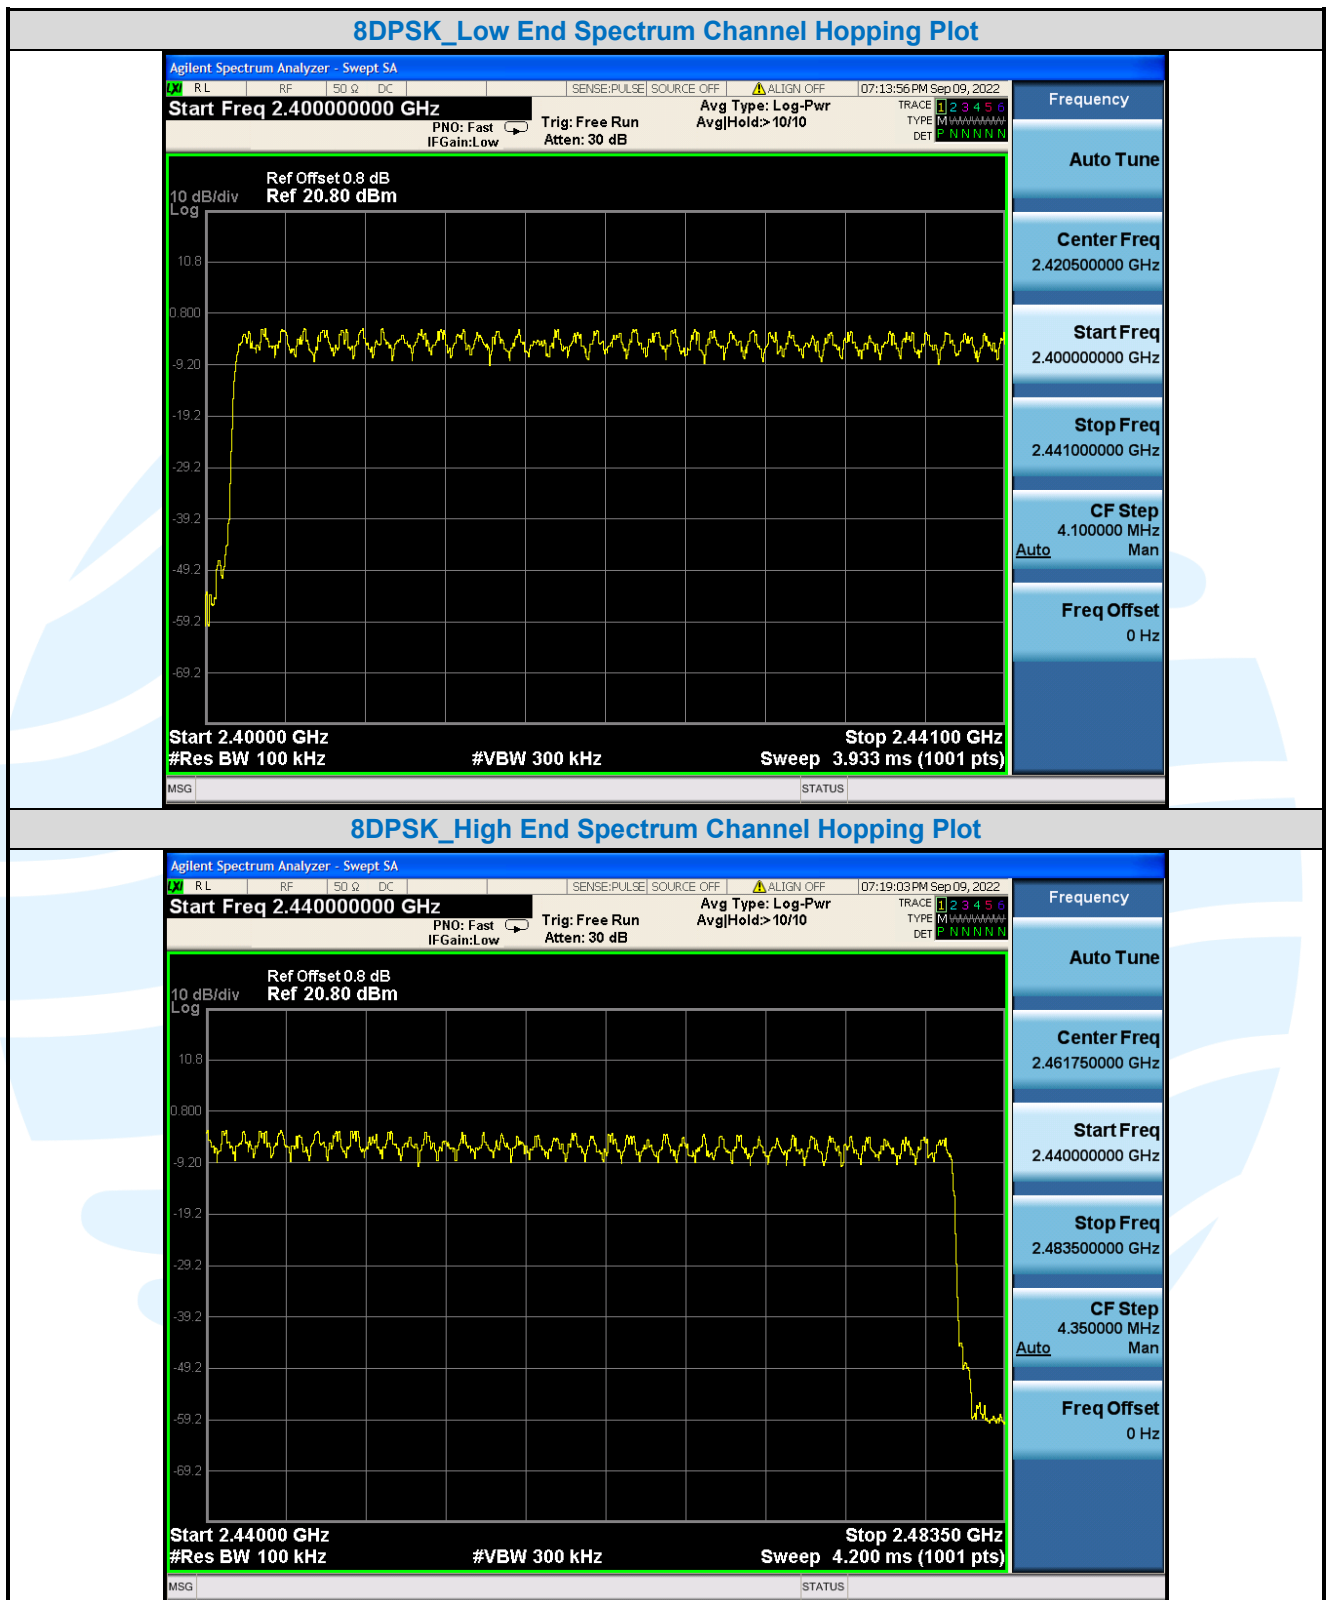 8DPSK_Low End Spectrum Channel Hopping Plot
Agilent Spectrum Analyzer - Swept SA
LXI RL RF 50 Ω DC SENSE:PULSE SOURCE OFF ALIGN OFF 07:13:56 PM Sep 09, 2022
Start Freq 2.400000000 GHz
PNO: Fast
IFGain:Low
Trig: Free Run
Atten: 30 dB
Avg Type: Log-Pwr
Avg|Hold:>10/10
TRACE 1 2 3 4 5 6
TYPE M
DET P N N N N N
Frequency
Auto Tune
Ref Offset 0.8 dB
10 dB/div Ref 20.80 dBm
Log
10.8
0.800
-9.20
-19.2
-29.2
-39.2
-49.2
-59.2
-69.2
Center Freq
2.420500000 GHz
Start Freq
2.400000000 GHz
Stop Freq
2.441000000 GHz
CF Step
4.100000 MHz
Auto Man
Freq Offset
0 Hz
Start 2.40000 GHz Stop 2.44100 GHz
#Res BW 100 kHz #VBW 300 kHz Sweep 3.933 ms (1001 pts)
MSG STATUS
8DPSK_High End Spectrum Channel Hopping Plot
Agilent Spectrum Analyzer - Swept SA
LXI RL RF 50 Ω DC SENSE:PULSE SOURCE OFF ALIGN OFF 07:19:03 PM Sep 09, 2022
Start Freq 2.440000000 GHz
PNO: Fast
IFGain:Low
Trig: Free Run
Atten: 30 dB
Avg Type: Log-Pwr
Avg|Hold:>10/10
TRACE 1 2 3 4 5 6
TYPE M
DET P N N N N N
Frequency
Auto Tune
Ref Offset 0.8 dB
10 dB/div Ref 20.80 dBm
Log
10.8
0.800
-9.20
-19.2
-29.2
-39.2
-49.2
-59.2
-69.2
Center Freq
2.461750000 GHz
Start Freq
2.440000000 GHz
Stop Freq
2.483500000 GHz
CF Step
4.350000 MHz
Auto Man
Freq Offset
0 Hz
Start 2.44000 GHz Stop 2.48350 GHz
#Res BW 100 kHz #VBW 300 kHz Sweep 4.200 ms (1001 pts)
MSG STATUS